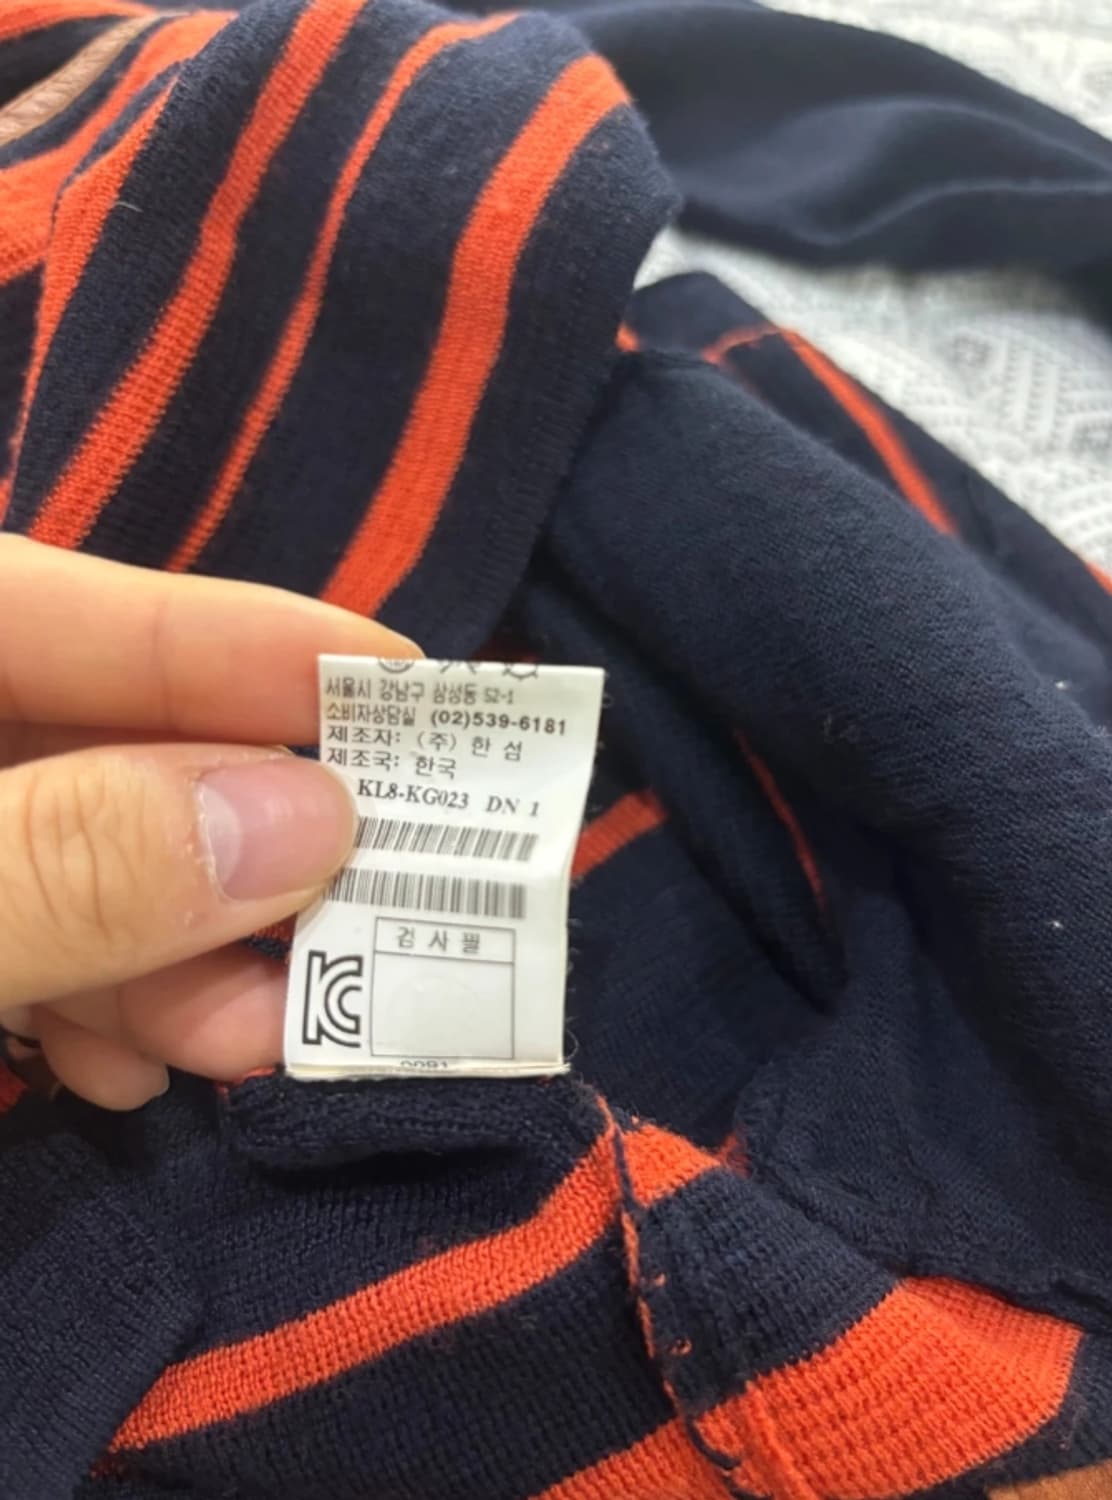 서울시 강남구 삼성동 52-1
소비자상담실 (02)539-6181
제조자: (주) 한 섬
제조국: 한국
KL8-KG023 DN 1
검 사 필
KC